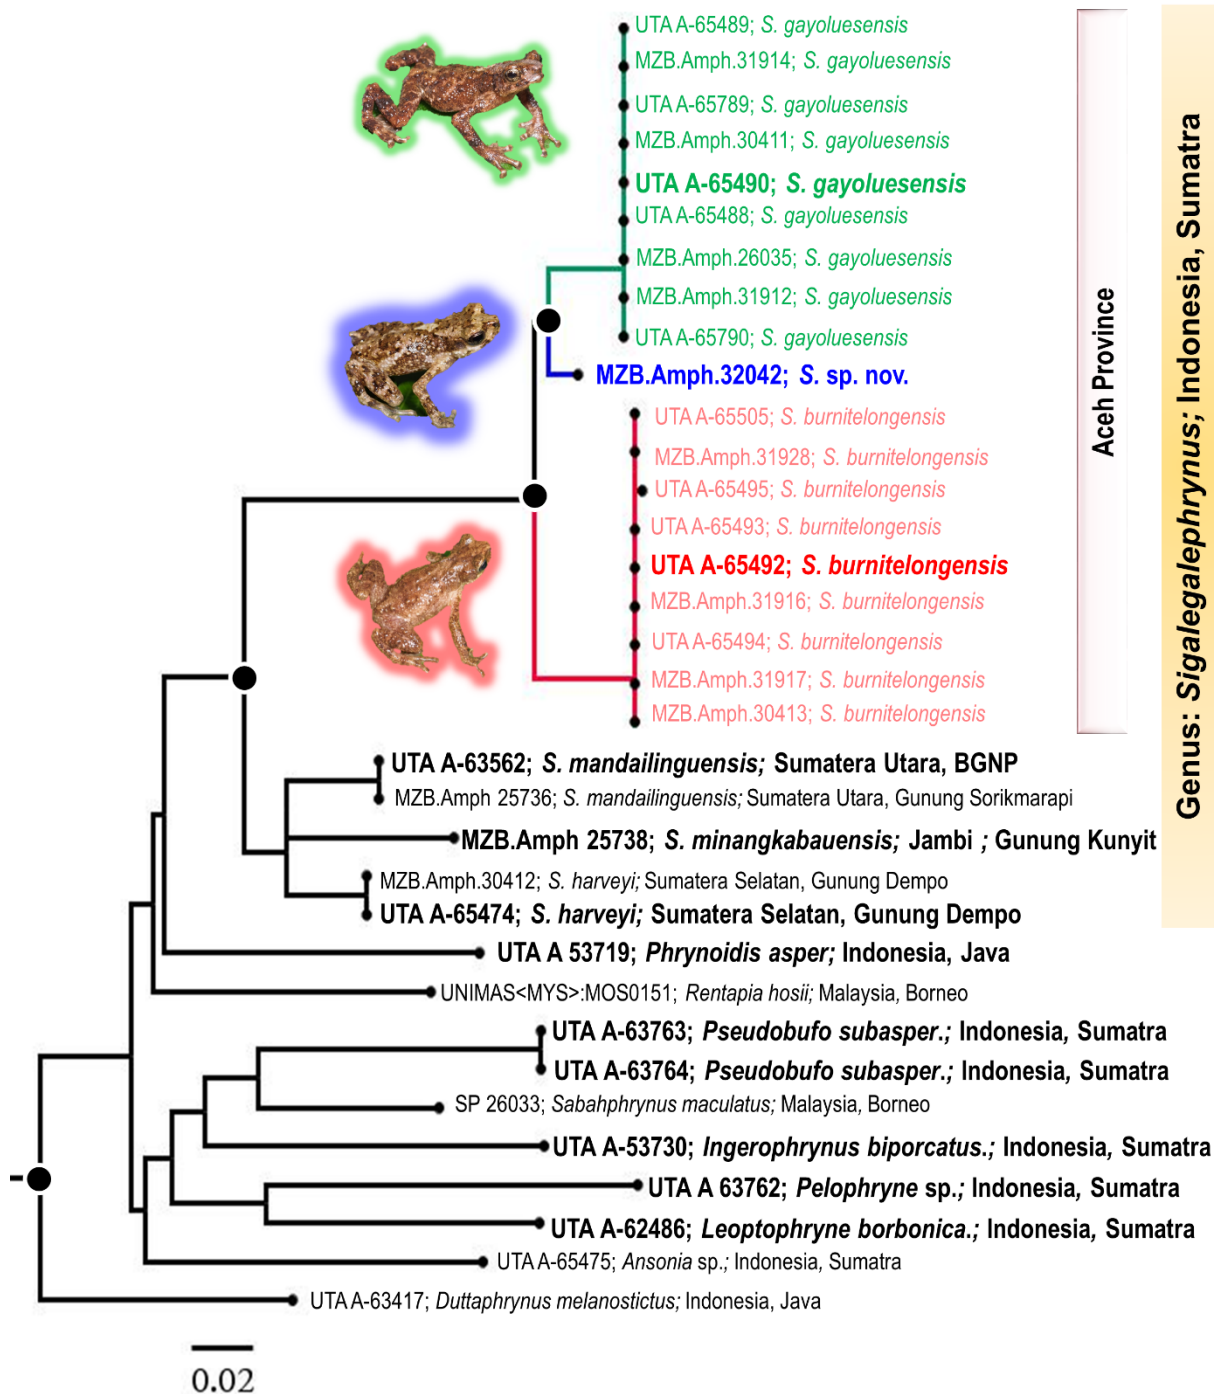 UTA A-65489; S. gayoluesensis
MZB.Amph.31914; S. gayoluesensis
UTA A-65789; S. gayoluesensis
MZB.Amph.30411; S. gayoluesensis
UTA A-65490; S. gayoluesensis
UTA A-65488; S. gayoluesensis
MZB.Amph.26035; S. gayoluesensis
MZB.Amph.31912; S. gayoluesensis
UTA A-65790; S. gayoluesensis
MZB.Amph.32042; S. sp. nov.
UTA A-65505; S. burnitelongensis
MZB.Amph.31928; S. burnitelongensis
UTA A-65495; S. burnitelongensis
UTA A-65493; S. burnitelongensis
UTA A-65492; S. burnitelongensis
MZB.Amph.31916; S. burnitelongensis
UTA A-65494; S. burnitelongensis
MZB.Amph.31917; S. burnitelongensis
MZB.Amph.30413; S. burnitelongensis
Aceh Province
Genus: Sigalegalephrynus; Indonesia, Sumatra
UTA A-63562; S. mandailinguensis; Sumatera Utara, BGNP
MZB.Amph 25736; S. mandailinguensis; Sumatera Utara, Gunung Sorikmarapi
MZB.Amph 25738; S. minangkabauensis; Jambi ; Gunung Kunyit
MZB.Amph.30412; S. harveyi; Sumatera Selatan, Gunung Dempo
UTA A-65474; S. harveyi; Sumatera Selatan, Gunung Dempo
UTA A 53719; Phrynoidis asper; Indonesia, Java
UNIMAS<MYS>:MOS0151; Rentapia hosii; Malaysia, Borneo
UTA A-63763; Pseudobufo subasper.; Indonesia, Sumatra
UTA A-63764; Pseudobufo subasper.; Indonesia, Sumatra
SP 26033; Sabahphrynus maculatus; Malaysia, Borneo
UTA A-53730; Ingerophrynus biporcatus.; Indonesia, Sumatra
UTA A 63762; Pelophryne sp.; Indonesia, Sumatra
UTA A-62486; Leoptophryne borbonica.; Indonesia, Sumatra
UTA A-65475; Ansonia sp.; Indonesia, Sumatra
UTA A-63417; Duttaphrynus melanostictus; Indonesia, Java
0.02